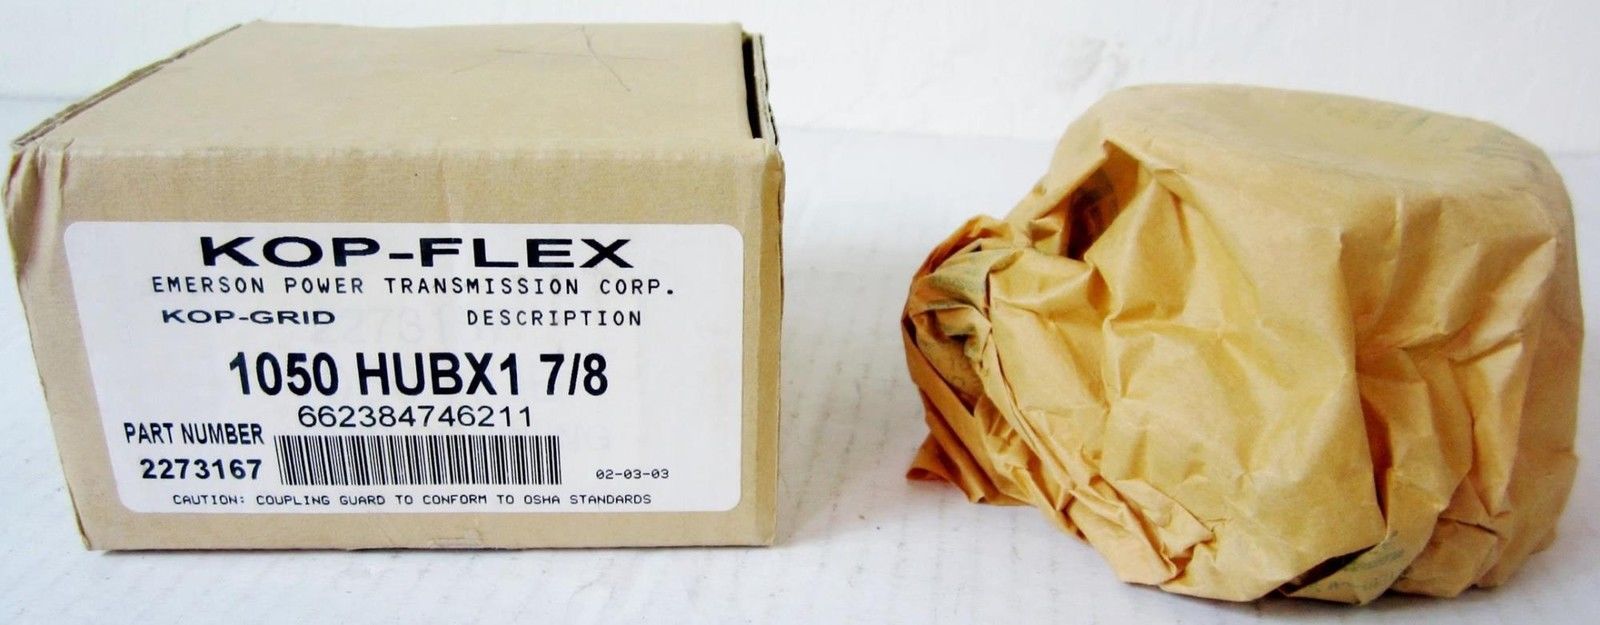 KOP-FLEX
EMERSON POWER TRANSMISSION CORP.
KOP-GRID DESCRIPTION
1050 HUBX1 7/8
662384746211
PART NUMBER
2273167
02-03-03
CAUTION: COUPLING GUARD TO CONFORM TO OSHA STANDARDS